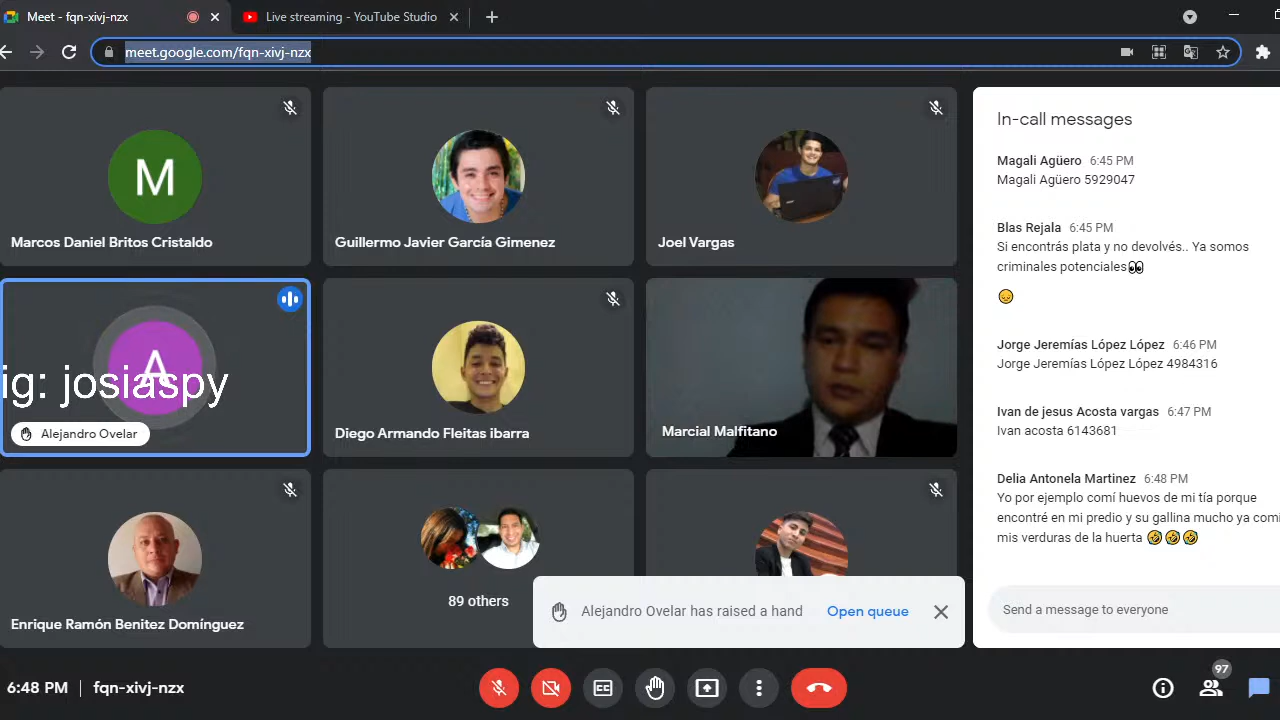 Meet - fqn-xivj-nzx
Live streaming - YouTube Studio
meet.google.com/fqn-xivj-nzx
M
Marcos Daniel Britos Cristaldo
Guillermo Javier García Gimenez
Joel Vargas
A
ig: josiaspy
Alejandro Ovelar
Diego Armando Fleitas ibarra
Marcial Malfitano
Enrique Ramón Benitez Domínguez
89 others
Alejandro Ovelar has raised a hand
Open queue
In-call messages
Magali Agüero 6:45 PM
Magali Agüero 5929047
Blas Rejala 6:45 PM
Si encontrás plata y no devolvés.. Ya somos
criminales potenciales👀
😞
Jorge Jeremías López López 6:46 PM
Jorge Jeremías López López 4984316
Ivan de jesus Acosta vargas 6:47 PM
Ivan acosta 6143681
Delia Antonela Martinez 6:48 PM
Yo por ejemplo comí huevos de mi tía porque
encontré en mi predio y su gallina mucho ya comi
mis verduras de la huerta 🤣🤣🤣
Send a message to everyone
6:48 PM | fqn-xivj-nzx
CC
97